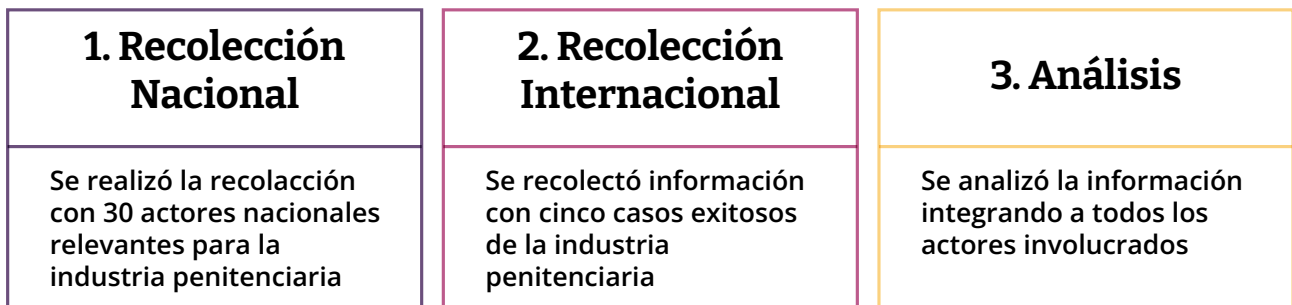 1. Recolección
Nacional
Se realizó la recolacción
con 30 actores nacionales
relevantes para la
industria penitenciaria
2. Recolección
Internacional
Se recolectó información
con cinco casos exitosos
de la industria
penitenciaria
3. Análisis
Se analizó la información
integrando a todos los
actores involucrados